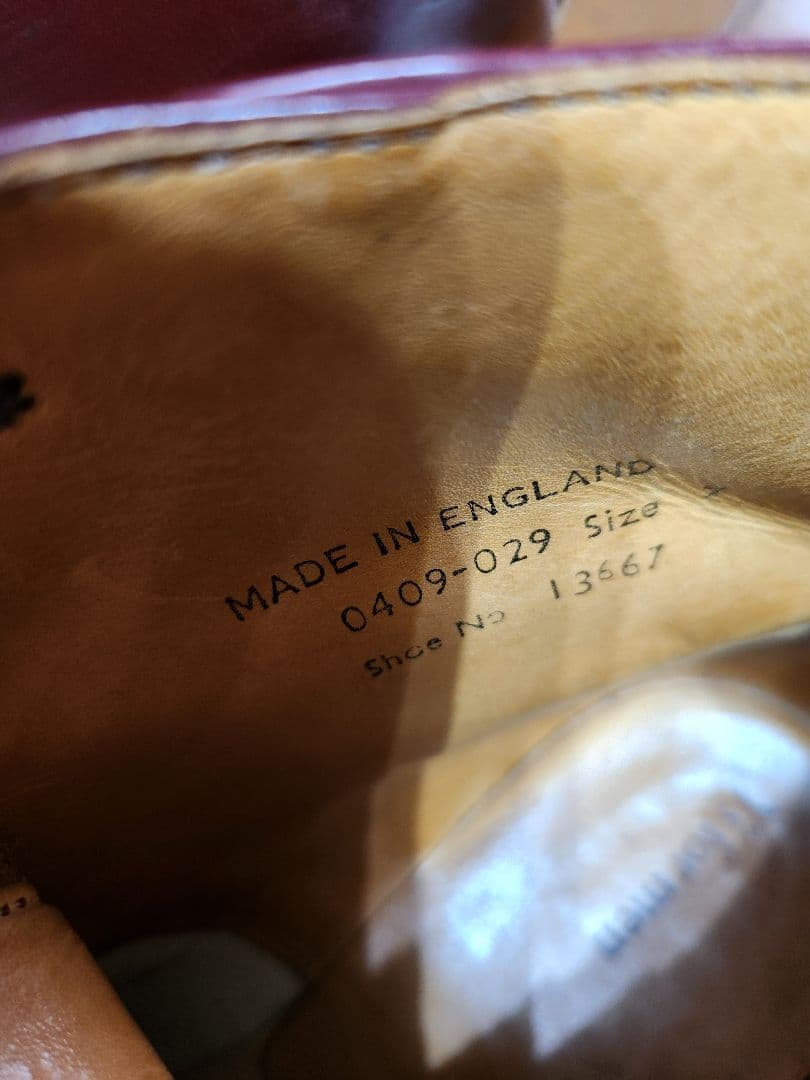 MADE IN ENGLAND
0409-029 Size
Shoe No 13667